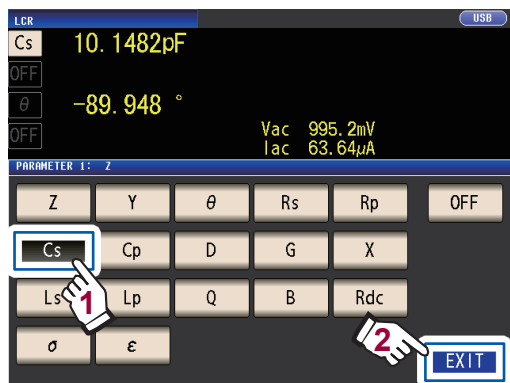 LCR USB
Cs 10.1482pF
OFF
θ -89.948 °
OFF Vac 995.2mV
Iac 63.64μA
PARAMETER 1: Z
Z Y θ Rs Rp OFF
Cs Cp D G X
Ls Lp Q B Rdc
1 2
σ ε EXIT